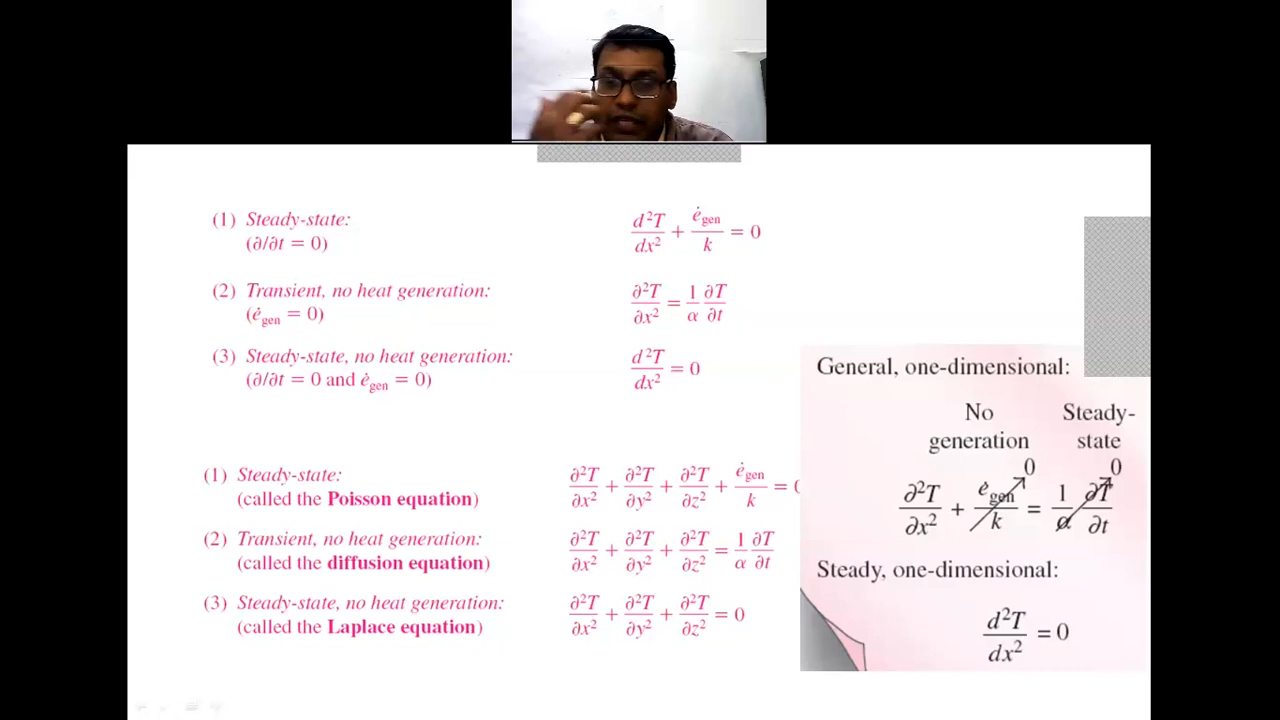 (1) Steady-state:
(∂/∂t = 0)
d²T/dx² + ė_gen/k = 0
(2) Transient, no heat generation:
(ė_gen = 0)
∂²T/∂x² = 1/α ∂T/∂t
(3) Steady-state, no heat generation:
(∂/∂t = 0 and ė_gen = 0)
d²T/dx² = 0
(1) Steady-state:
(called the Poisson equation)
∂²T/∂x² + ∂²T/∂y² + ∂²T/∂z² + ė_gen/k = 0
(2) Transient, no heat generation:
(called the diffusion equation)
∂²T/∂x² + ∂²T/∂y² + ∂²T/∂z² = 1/α ∂T/∂t
(3) Steady-state, no heat generation:
(called the Laplace equation)
∂²T/∂x² + ∂²T/∂y² + ∂²T/∂z² = 0
General, one-dimensional:
No Steady-
generation state
0 0
∂²T/∂x² + ė_gen/k = 1/α ∂T/∂t
Steady, one-dimensional:
d²T/dx² = 0